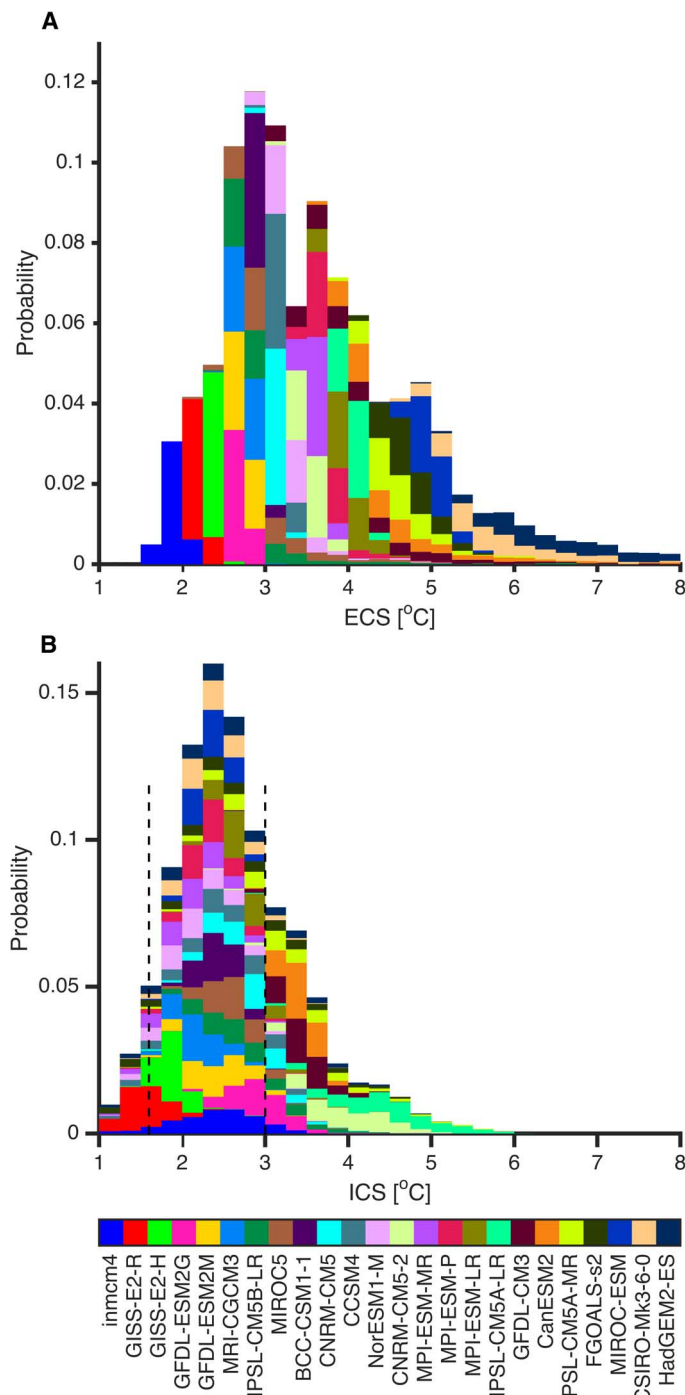 A
0.12
0.1
0.08
0.06
0.04
0.02
0
Probability
1 2 3 4 5 6 7 8
ECS [°C]
B
0.15
0.1
0.05
0
Probability
1 2 3 4 5 6 7 8
ICS [°C]
inmcm4
GISS-E2-R
GISS-E2-H
GFDL-ESM2G
GFDL-ESM2M
MRI-CGCM3
IPSL-CM5B-LR
MIROC5
BCC-CSM1-1
CNRM-CM5
CCSM4
NorESM1-M
CNRM-CM5-2
MPI-ESM-MR
MPI-ESM-P
MPI-ESM-LR
IPSL-CM5A-LR
GFDL-CM3
CanESM2
IPSL-CM5A-MR
FGOALS-s2
MIROC-ESM
CSIRO-Mk3-6-0
HadGEM2-ES